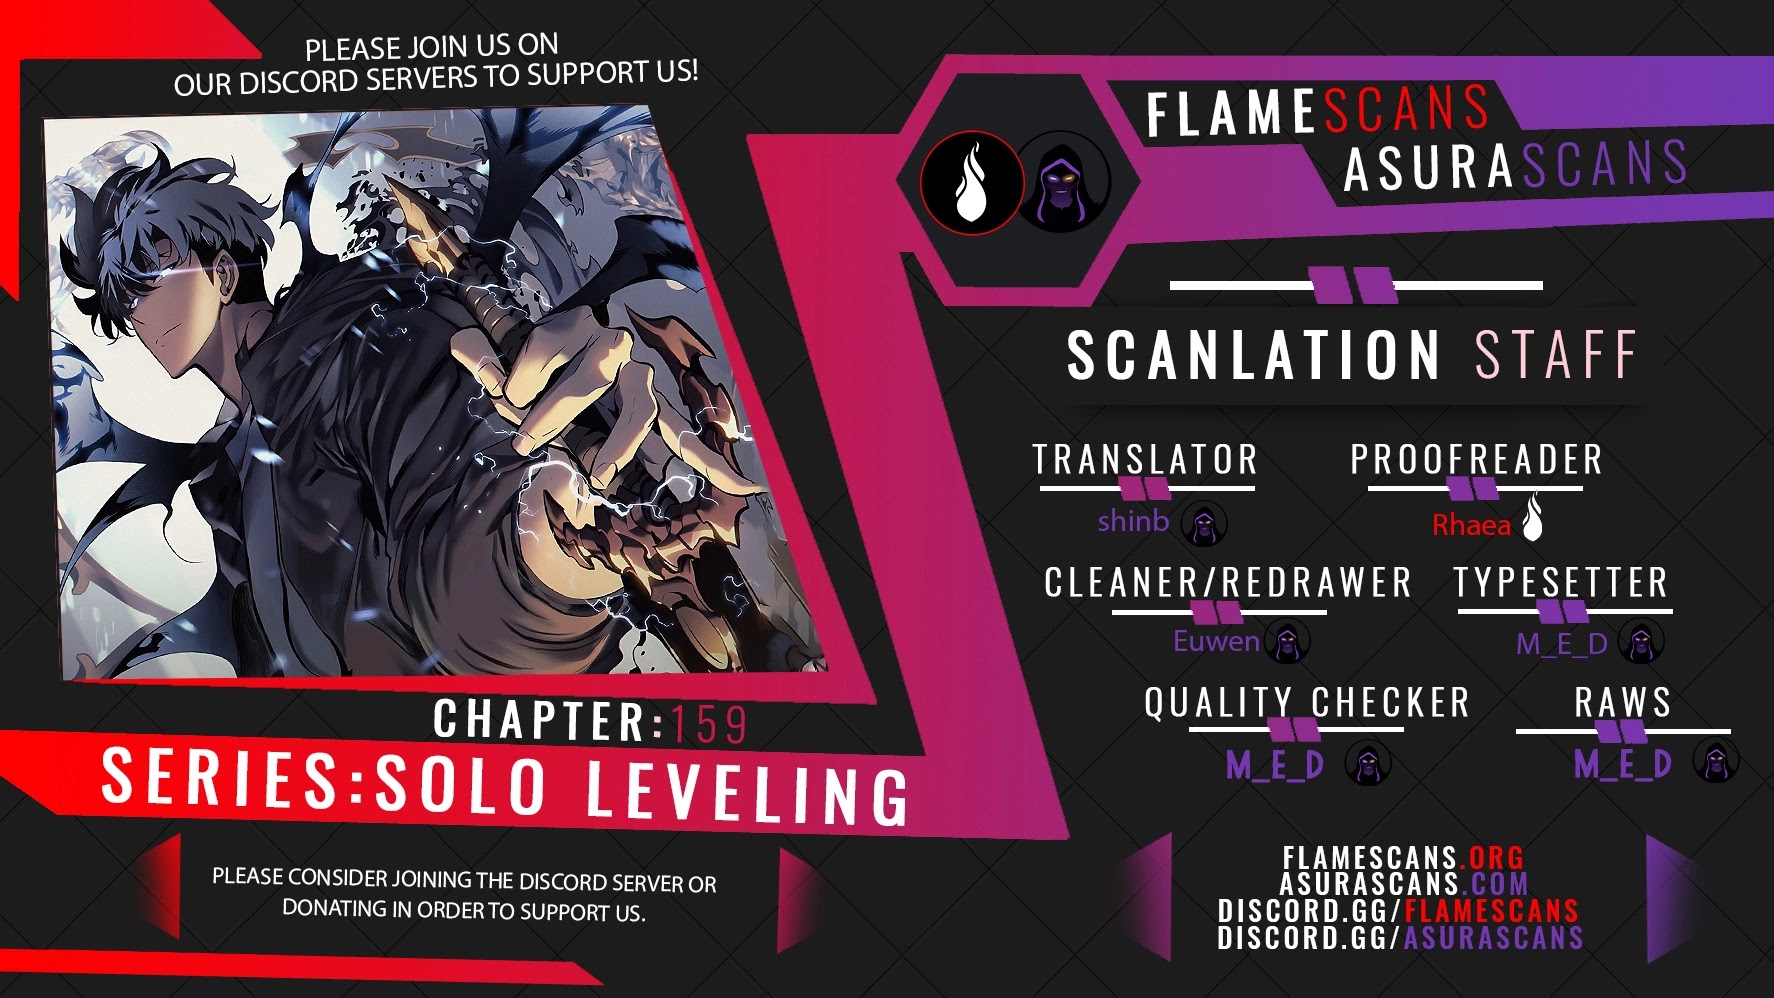 PLEASE JOIN US ON
OUR DISCORD SERVERS TO SUPPORT US!
CHAPTER:159
SERIES:SOLO LEVELING
PLEASE CONSIDER JOINING THE DISCORD SERVER OR
DONATING IN ORDER TO SUPPORT US.
FLAMESCANS
ASURASCANS
SCANLATION STAFF
TRANSLATOR
shinb
PROOFREADER
Rhaea
CLEANER/REDRAWER
Euwen
TYPESETTER
M_E_D
QUALITY CHECKER
M_E_D
RAWS
M_E_D
FLAMESCANS.ORG
ASURASCANS.COM
DISCORD.GG/FLAMESCANS
DISCORD.GG/ASURASCANS